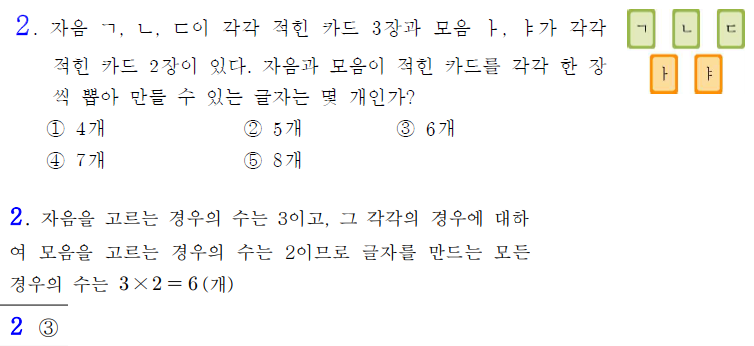 2. 자음 ㄱ, ㄴ, ㄷ이 각각 적힌 카드 3장과 모음 ㅏ, ㅑ가 각각
적힌 카드 2장이 있다. 자음과 모음이 적힌 카드를 각각 한 장
씩 뽑아 만들 수 있는 글자는 몇 개인가?
① 4개 ② 5개 ③ 6개
④ 7개 ⑤ 8개
ㄱ ㄴ ㄷ
ㅏ ㅑ
2. 자음을 고르는 경우의 수는 3이고, 그 각각의 경우에 대하
여 모음을 고르는 경우의 수는 2이므로 글자를 만드는 모든
경우의 수는 3×2=6(개)
2 ③